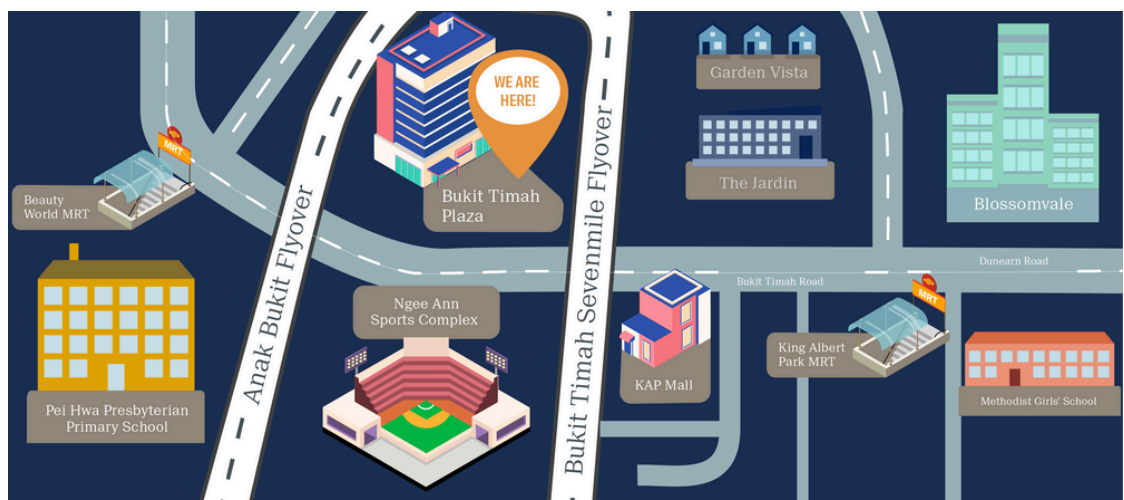 WE ARE
HERE!
Garden Vista
MRT
Anak Bukit Flyover
Bukit Timah Sevenmile Flyover
The Jardin
Beauty
World MRT
Bukit Timah
Plaza
Blossomvale
Dunearn Road
Bukit Timah Road
MRT
Ngee Ann
Sports Complex
King Albert
Park MRT
KAP Mall
Methodist Girls' School
Pei Hwa Presbyterian
Primary School